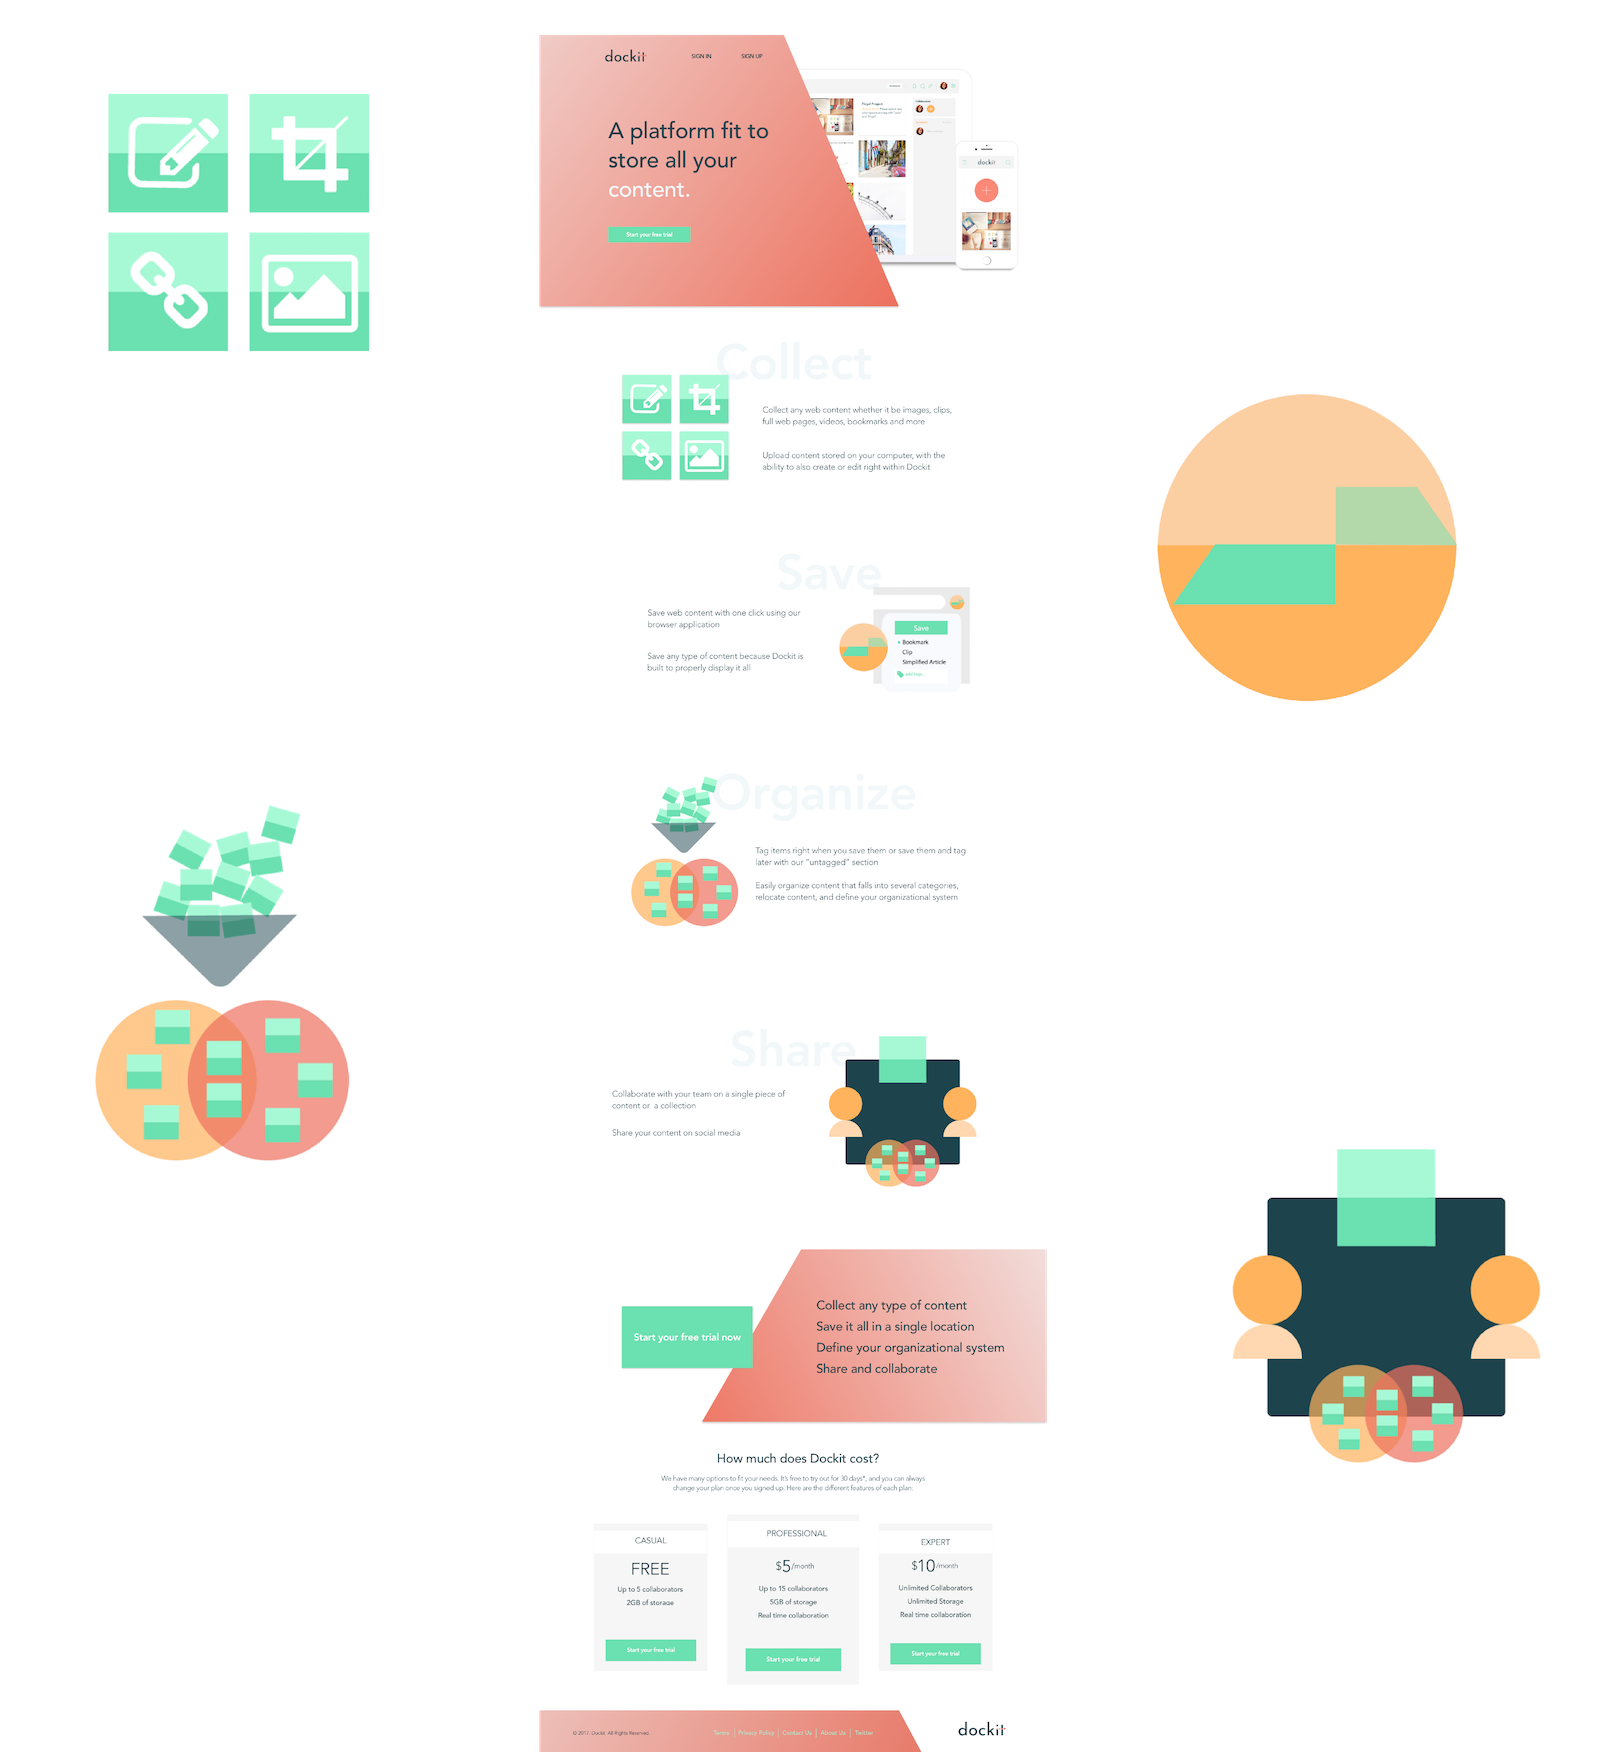 dockit
SIGN IN
SIGN UP
A platform fit to
store all your
content.
Start your free trial
dockit
Collect
Collect any web content whether it be images, clips,
full web pages, videos, bookmarks and more
Upload content stored on your computer, with the
ability to also create or edit right within Dockit
Save
Save web content with one click using our
browser application
Save any type of content because Dockit is
built to properly display it all
Save
Bookmark
Clip
Simplified Article
Organize
Tag items right when you save them or save them and tag
later with our “untagged” section
Easily organize content that falls into several categories,
relocate content, and define your organizational system
Share
Collaborate with your team on a single piece of
content or a collection
Share your content on social media
Start your free trial now
Collect any type of content
Save it all in a single location
Define your organizational system
Share and collaborate
How much does Dockit cost?
We have many options to fit your needs. It's free to try out for 30 days*, and you can always
change your plan once you signed up. Here are the different features of each plan:
CASUAL
FREE
Up to 5 collaborators
2GB of storage
Start your free trial
PROFESSIONAL
$5/month
Up to 15 collaborators
5GB of storage
Real time collaboration
Start your free trial
EXPERT
$10/month
Unlimited Collaborators
Unlimited Storage
Real time collaboration
Start your free trial
© 2017, Dockit. All Rights Reserved
Terms | Privacy Policy | Contact Us | About Us | Twitter
dockit